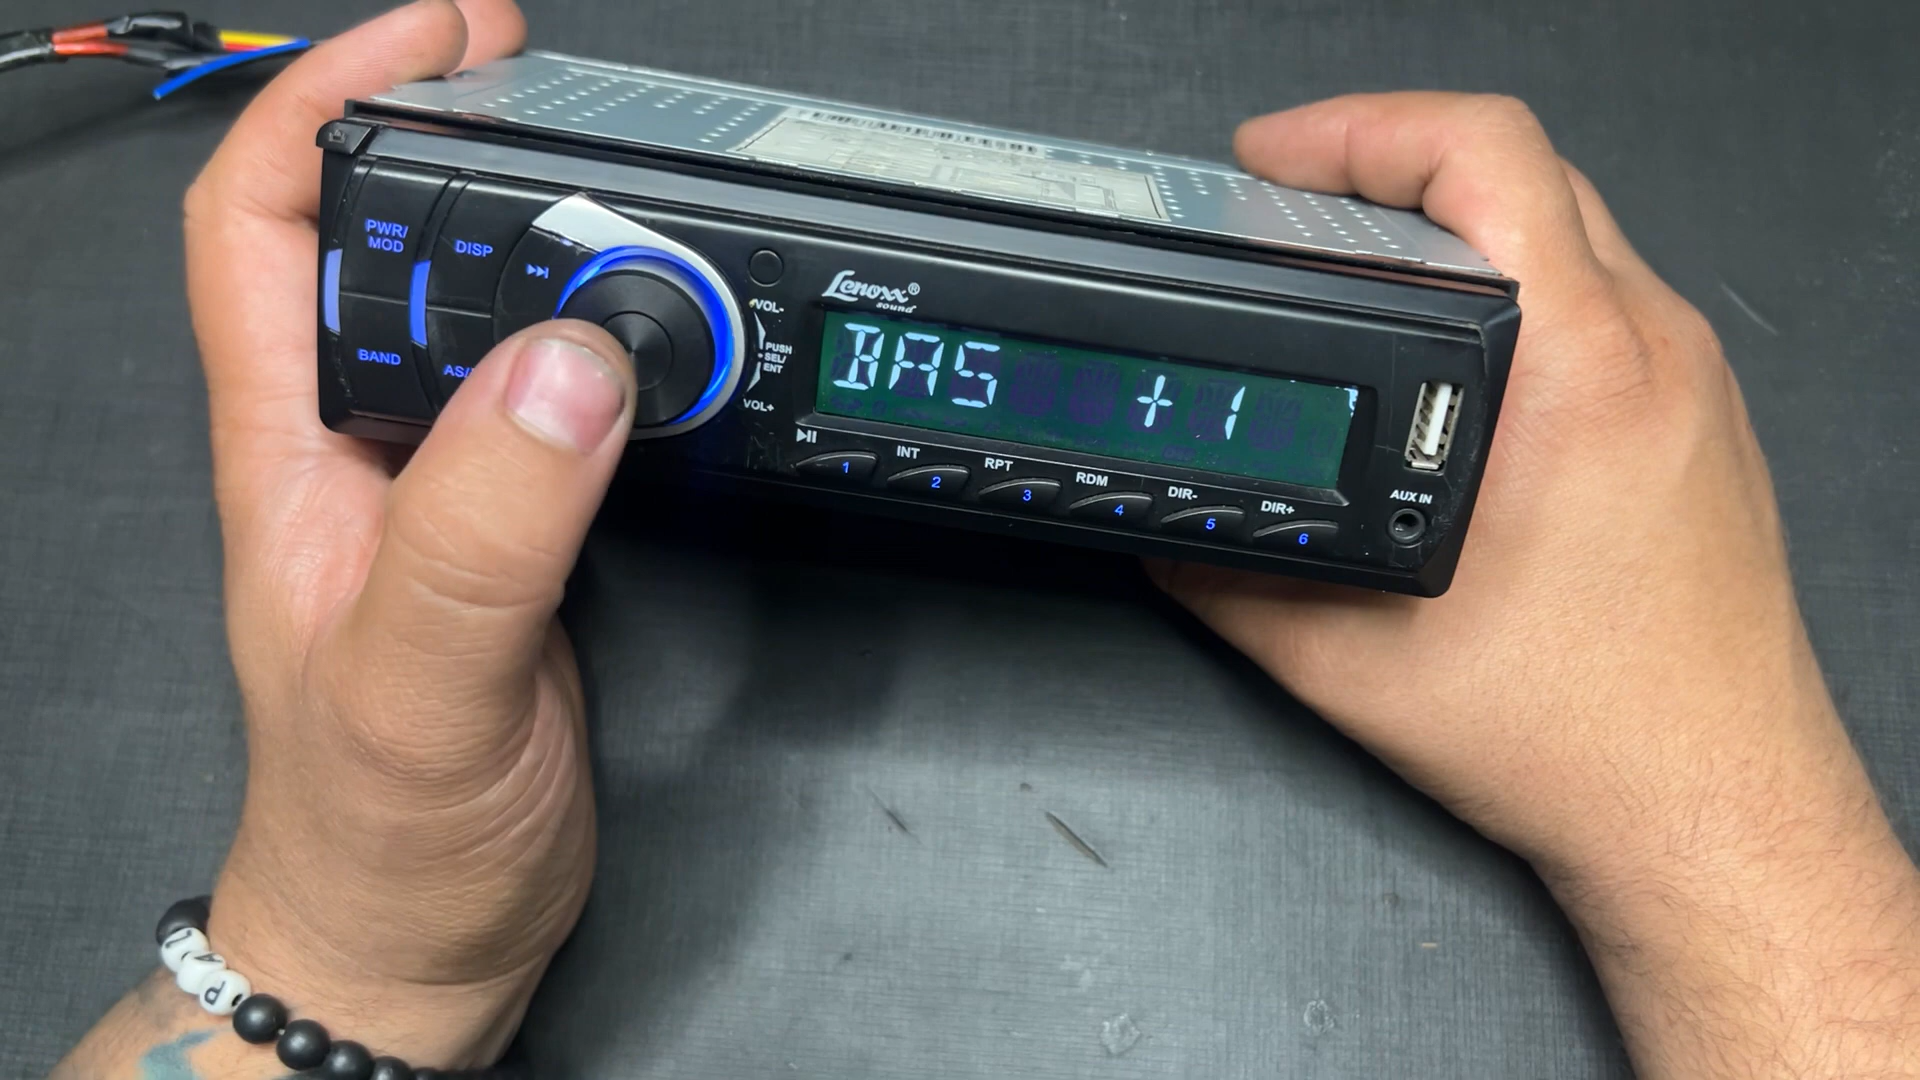 PWR/
MOD
DISP
BAND
AS/
VOL-
PUSH
SEL/
ENT
VOL+
Lenoxx®
sound
BAS + 1
INT
RPT
RDM
DIR-
DIR+
1
2
3
4
5
6
AUX IN
P A